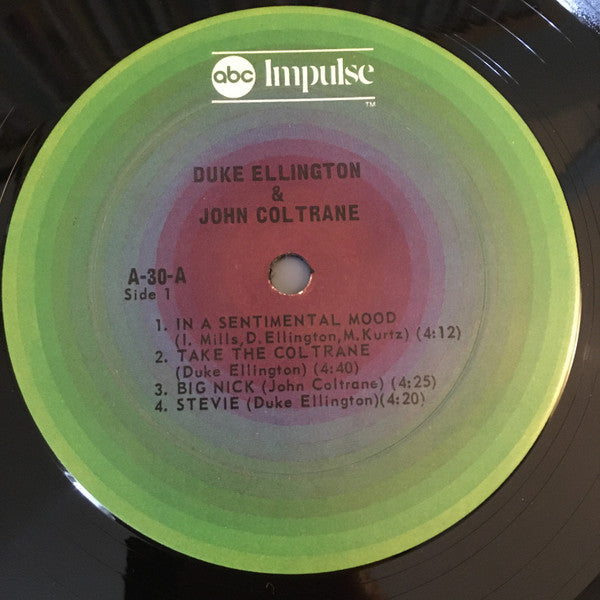 abc Impulse
TM
DUKE ELLINGTON
&
JOHN COLTRANE
A-30-A
Side 1
1. IN A SENTIMENTAL MOOD
(I. Mills, D. Ellington, M. Kurtz) (4:12)
2. TAKE THE COLTRANE
(Duke Ellington) (4:40)
3. BIG NICK (John Coltrane) (4:25)
4. STEVIE (Duke Ellington)(4:20)